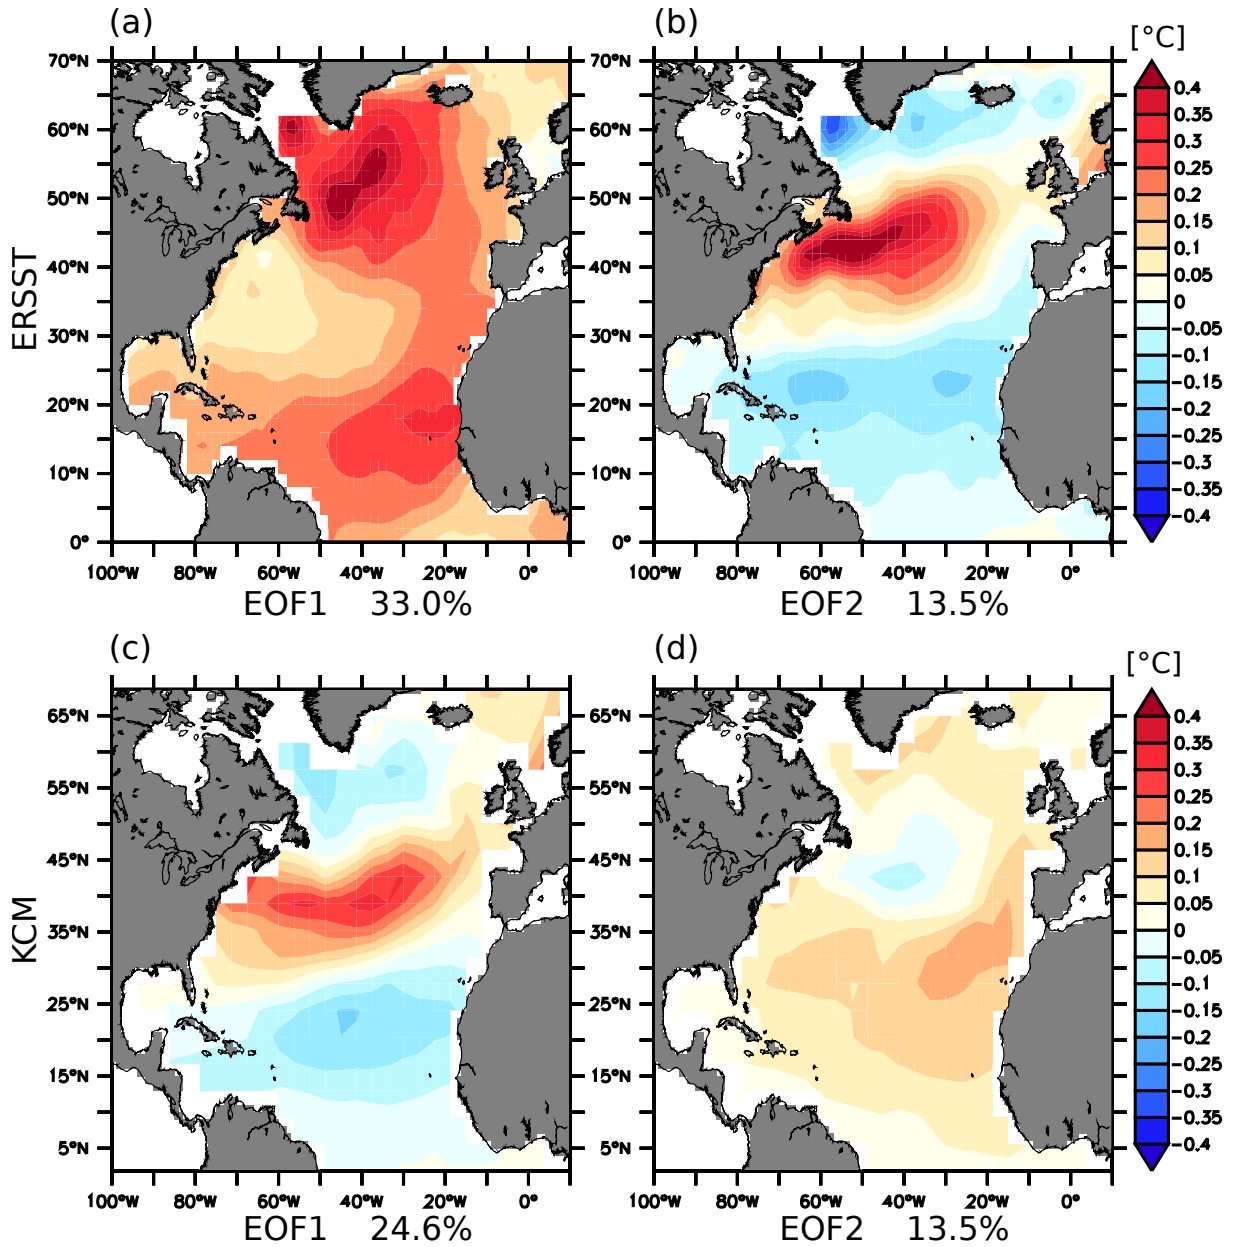 (a)
(b)
[°C]
70°N
60°N
50°N
40°N
30°N
20°N
10°N
0°
ERSST
100°W 80°W 60°W 40°W 20°W 0°
EOF1 33.0%
70°N
60°N
50°N
40°N
30°N
20°N
10°N
0°
100°W 80°W 60°W 40°W 20°W 0°
EOF2 13.5%
0.4
0.35
0.3
0.25
0.2
0.15
0.1
0.05
0
-0.05
-0.1
-0.15
-0.2
-0.25
-0.3
-0.35
-0.4
(c)
(d)
[°C]
65°N
55°N
45°N
35°N
25°N
15°N
5°N
KCM
100°W 80°W 60°W 40°W 20°W 0°
EOF1 24.6%
65°N
55°N
45°N
35°N
25°N
15°N
5°N
100°W 80°W 60°W 40°W 20°W 0°
EOF2 13.5%
0.4
0.35
0.3
0.25
0.2
0.15
0.1
0.05
0
-0.05
-0.1
-0.15
-0.2
-0.25
-0.3
-0.35
-0.4